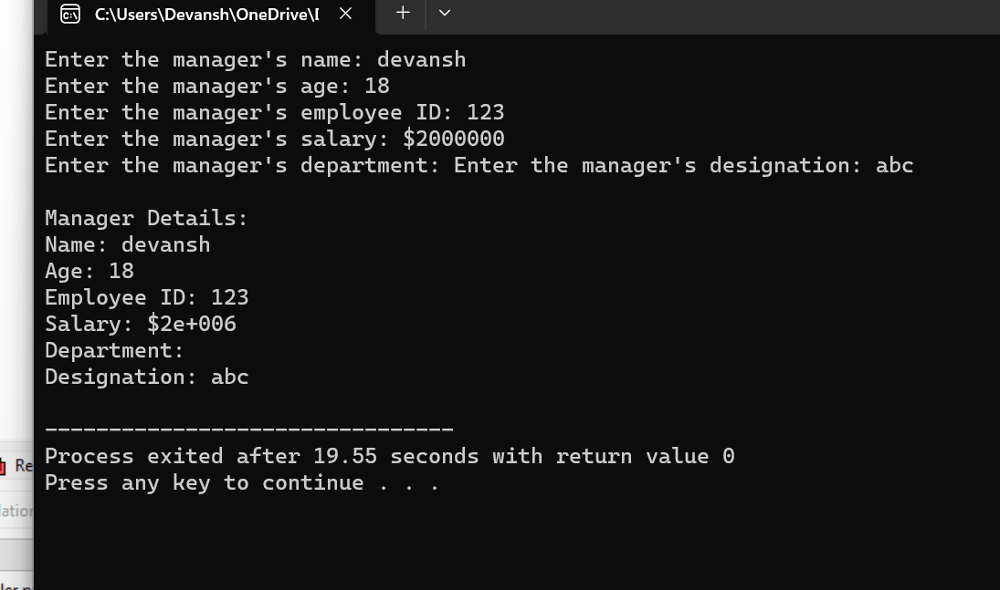 C:\Users\Devansh\OneDrive\
Enter the manager's name: devansh
Enter the manager's age: 18
Enter the manager's employee ID: 123
Enter the manager's salary: $2000000
Enter the manager's department: Enter the manager's designation: abc
Manager Details:
Name: devansh
Age: 18
Employee ID: 123
Salary: $2e+006
Department:
Designation: abc
--------------------------------
Process exited after 19.55 seconds with return value 0
Press any key to continue . . .
Re